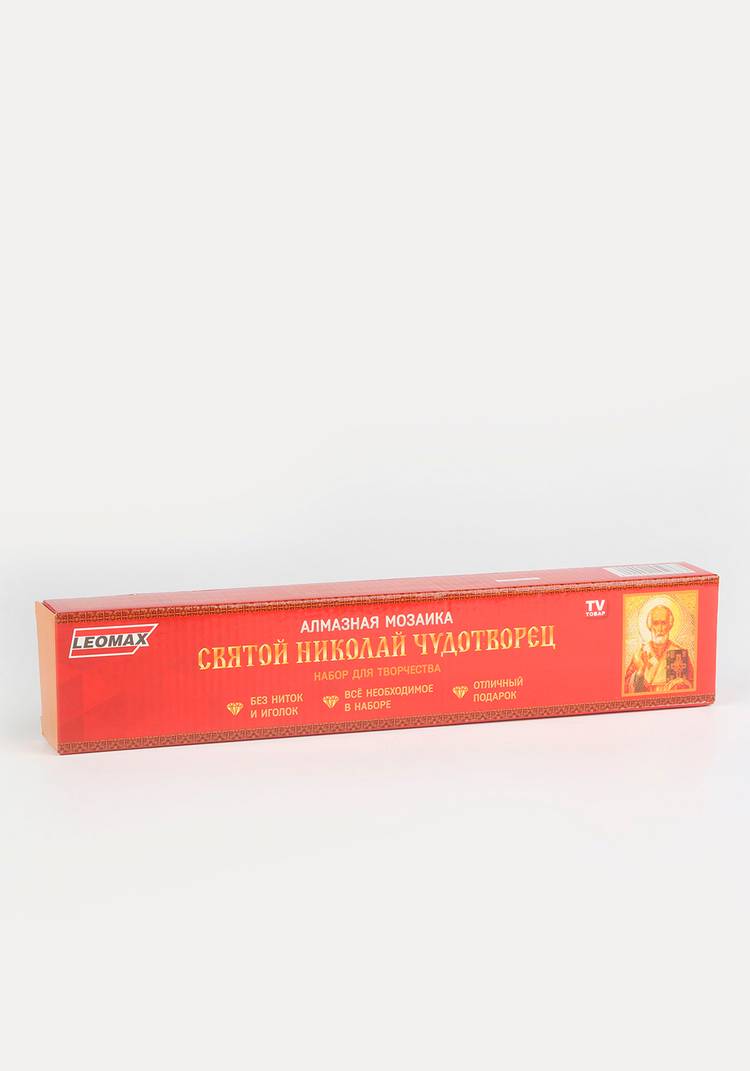 LEOMAX
АЛМАЗНАЯ МОЗАИКА
СВЯТОЙ НИКОЛАЙ ЧУДОТВОРЕЦ
НАБОР ДЛЯ ТВОРЧЕСТВА
БЕЗ НИТОК
И ИГОЛОК
ВСЁ НЕОБХОДИМОЕ
В НАБОРЕ
ОТЛИЧНЫЙ
ПОДАРОК
TV
ТОВАР